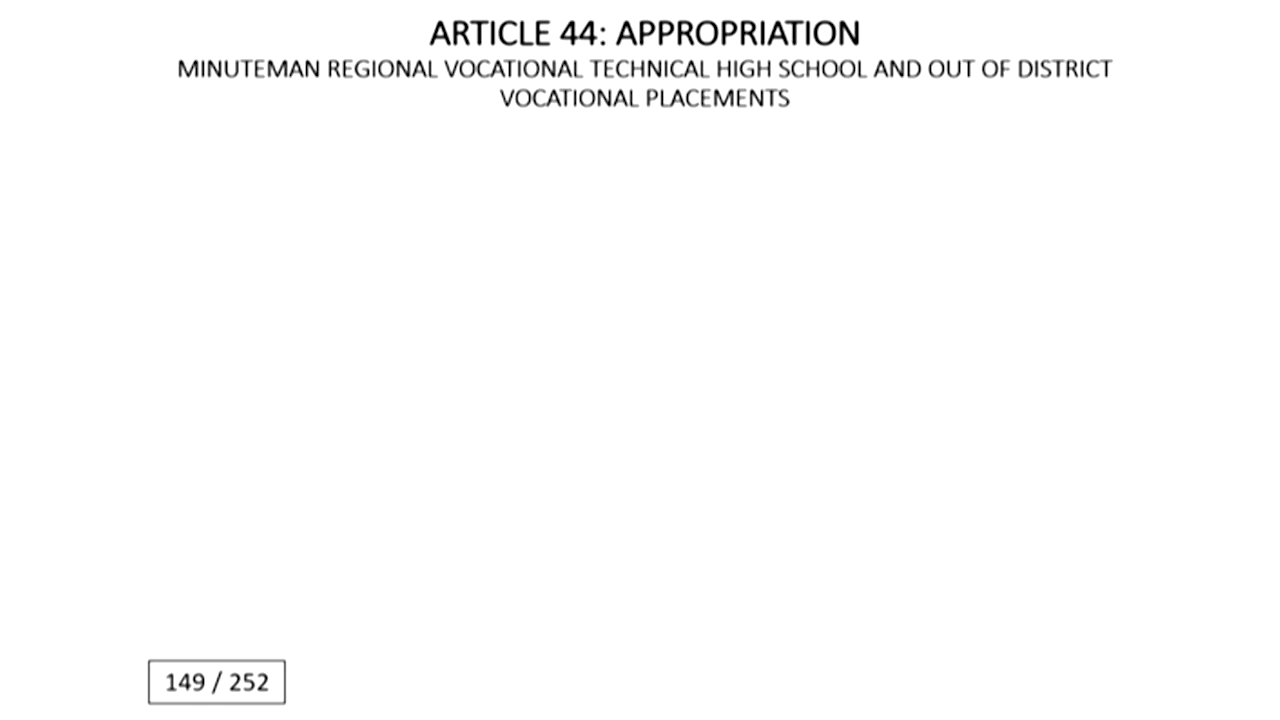 ARTICLE 44: APPROPRIATION
MINUTEMAN REGIONAL VOCATIONAL TECHNICAL HIGH SCHOOL AND OUT OF DISTRICT
VOCATIONAL PLACEMENTS
149 / 252